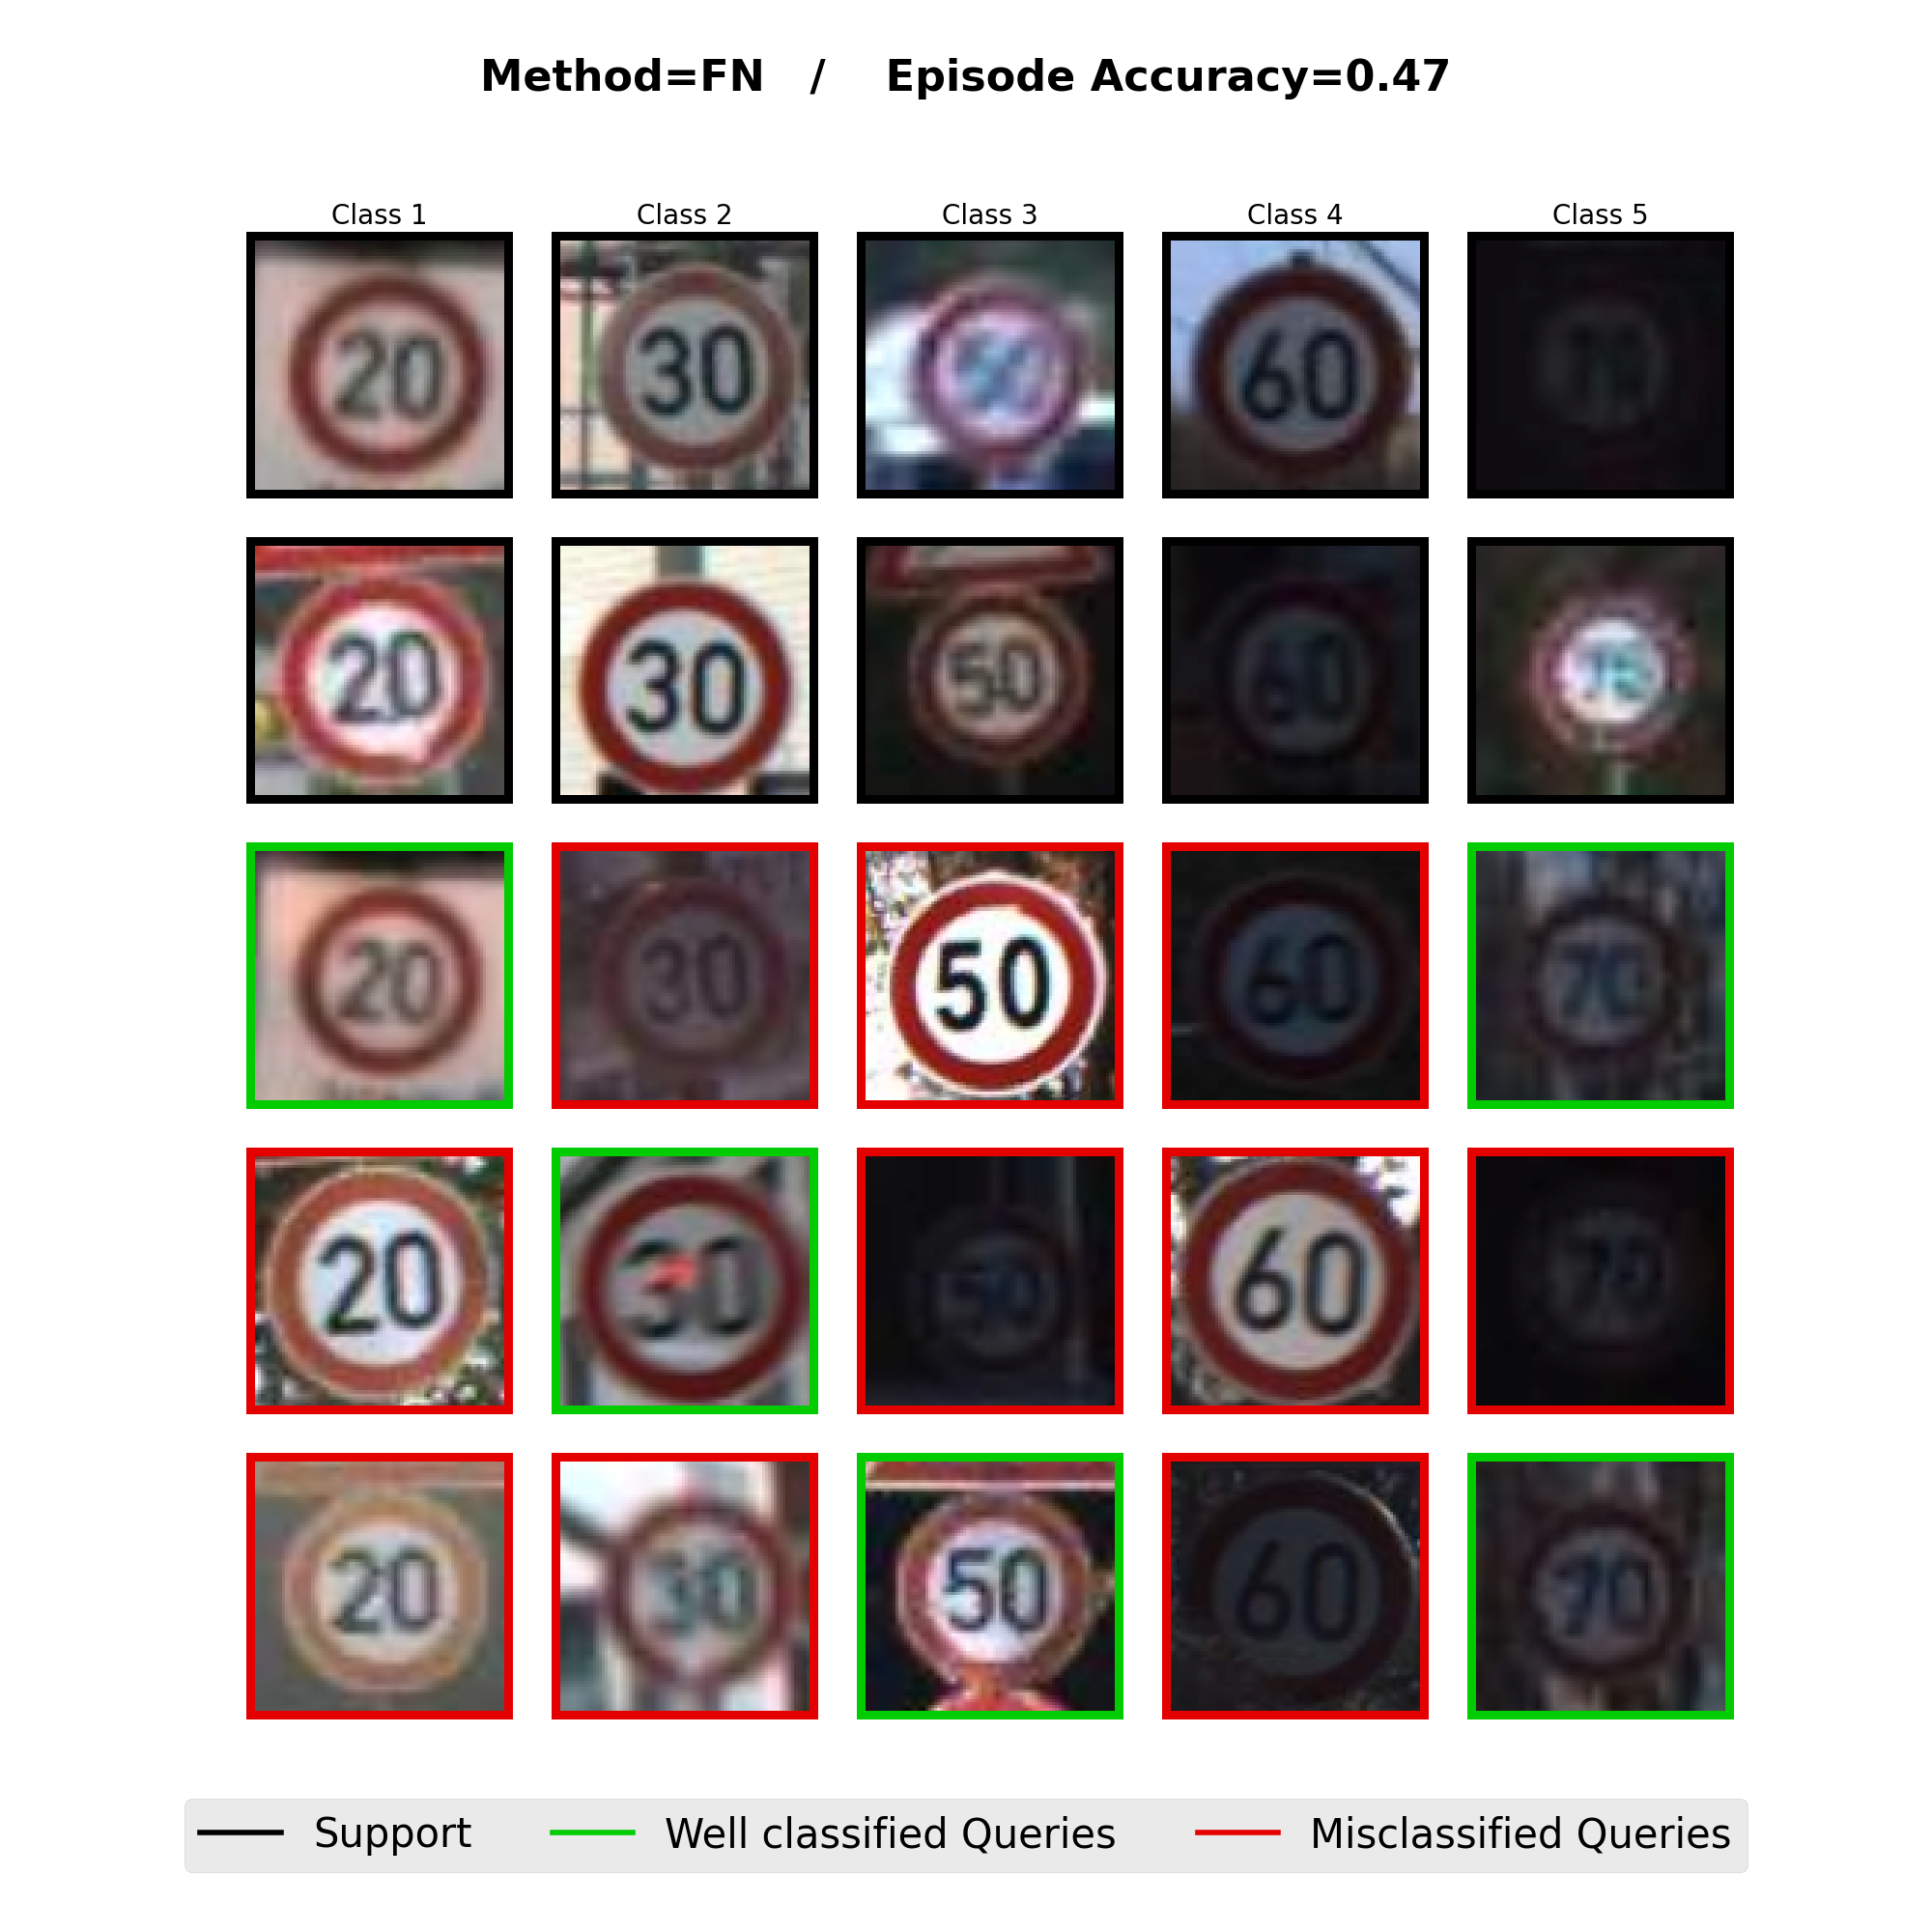 Method=FN / Episode Accuracy=0.47
Class 1 Class 2 Class 3 Class 4 Class 5
20 30 60
20 30 50 60
20 30 50 60 70
20 30 50 60 70
20 30 50 60 70
Support Well classified Queries Misclassified Queries